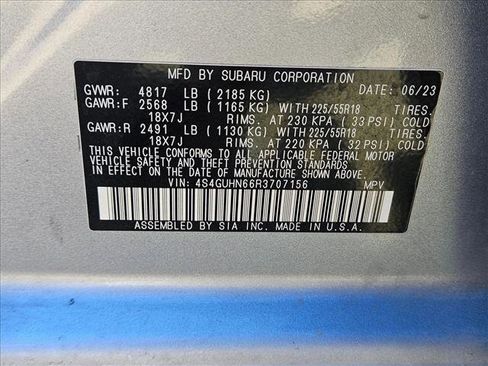 MFD BY SUBARU CORPORATION
GVWR: 4817 LB ( 2185 KG) DATE: 06/23
GAWR:F 2568 LB ( 1165 KG) WITH 225/55R18 TIRES.
18X7J RIMS. AT 230 KPA ( 33 PSI) COLD
GAWR:R 2491 LB ( 1130 KG) WITH 225/55R18 TIRES.
18X7J RIMS. AT 220 KPA ( 32 PSI) COLD
THIS VEHICLE CONFORMS TO ALL APPLICABLE FEDERAL MOTOR
VEHICLE SAFETY AND THEFT PREVENTION STANDARDS
IN EFFECT ON THE DATE OF MANUFACTURE SHOWN ABOVE.
VIN: 4S4GUHN66R3707156 MPV
ASSEMBLED BY SIA INC. MADE IN U.S.A.